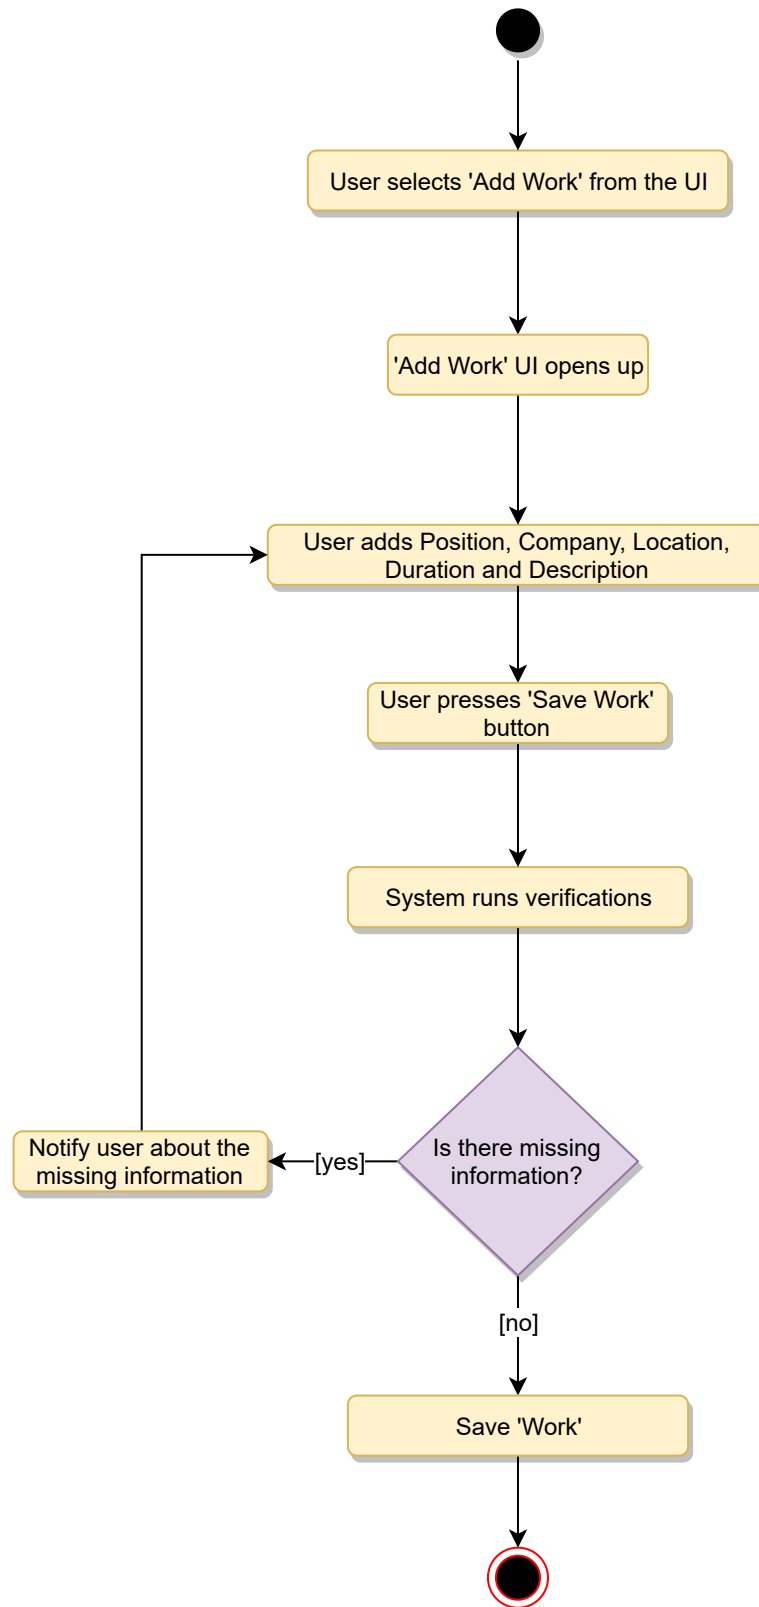 User selects 'Add Work' from the UI
'Add Work' UI opens up
User adds Position, Company, Location,
Duration and Description
User presses 'Save Work'
button
System runs verifications
Is there missing
information?
[yes]
Notify user about the
missing information
[no]
Save 'Work'